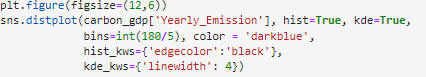 plt.figure(figsize=(12,6))
sns.distplot(carbon_gdp['Yearly_Emission'], hist=True, kde=True,
bins=int(180/5), color = 'darkblue',
hist_kws={'edgecolor':'black'},
kde_kws={'linewidth': 4})